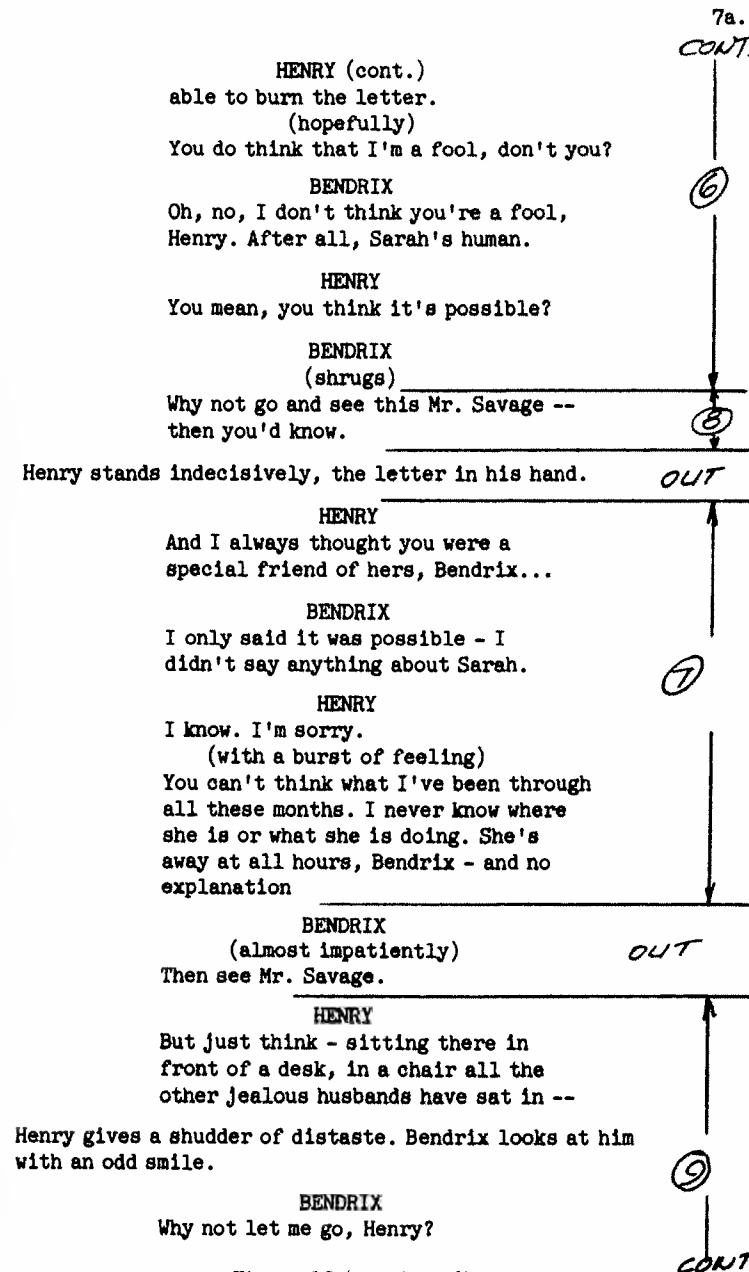 7a.
CONT.
HENRY (cont.)
able to burn the letter.
(hopefully)
You do think that I'm a fool, don't you?
BENDRIX
Oh, no, I don't think you're a fool,
Henry. After all, Sarah's human.
6
HENRY
You mean, you think it's possible?
BENDRIX
(shrugs)
Why not go and see this Mr. Savage --
then you'd know.
8
Henry stands indecisively, the letter in his hand.
OUT
HENRY
And I always thought you were a
special friend of hers, Bendrix...
BENDRIX
I only said it was possible - I
didn't say anything about Sarah.
7
HENRY
I know. I'm sorry.
(with a burst of feeling)
You can't think what I've been through
all these months. I never know where
she is or what she is doing. She's
away at all hours, Bendrix - and no
explanation
BENDRIX
(almost impatiently)
OUT
Then see Mr. Savage.
HENRY
But just think - sitting there in
front of a desk, in a chair all the
other jealous husbands have sat in --
Henry gives a shudder of distaste. Bendrix looks at him
with an odd smile.
9
BENDRIX
Why not let me go, Henry?
CONT